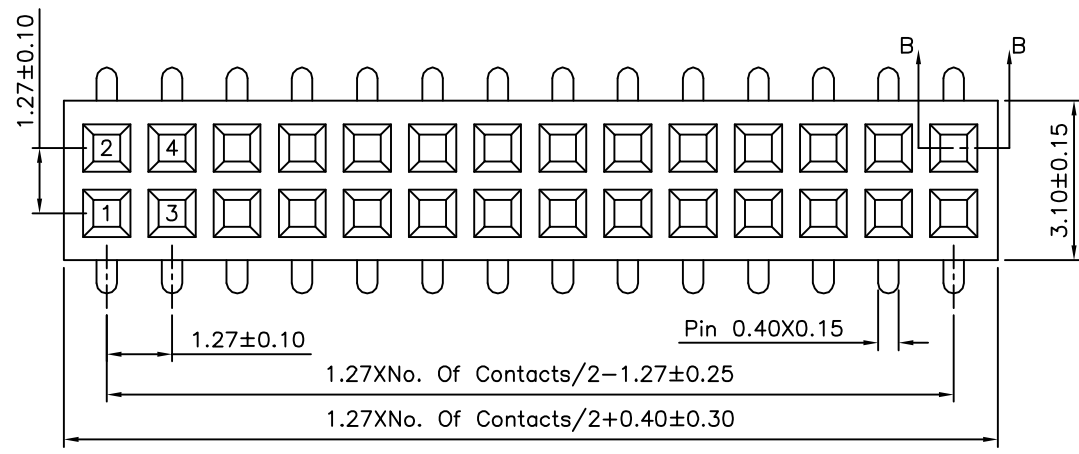 1.27±0.10
B
B
2
4
3.10±0.15
1
3
Pin 0.40X0.15
1.27±0.10
1.27XNo. Of Contacts/2-1.27±0.25
1.27XNo. Of Contacts/2+0.40±0.30